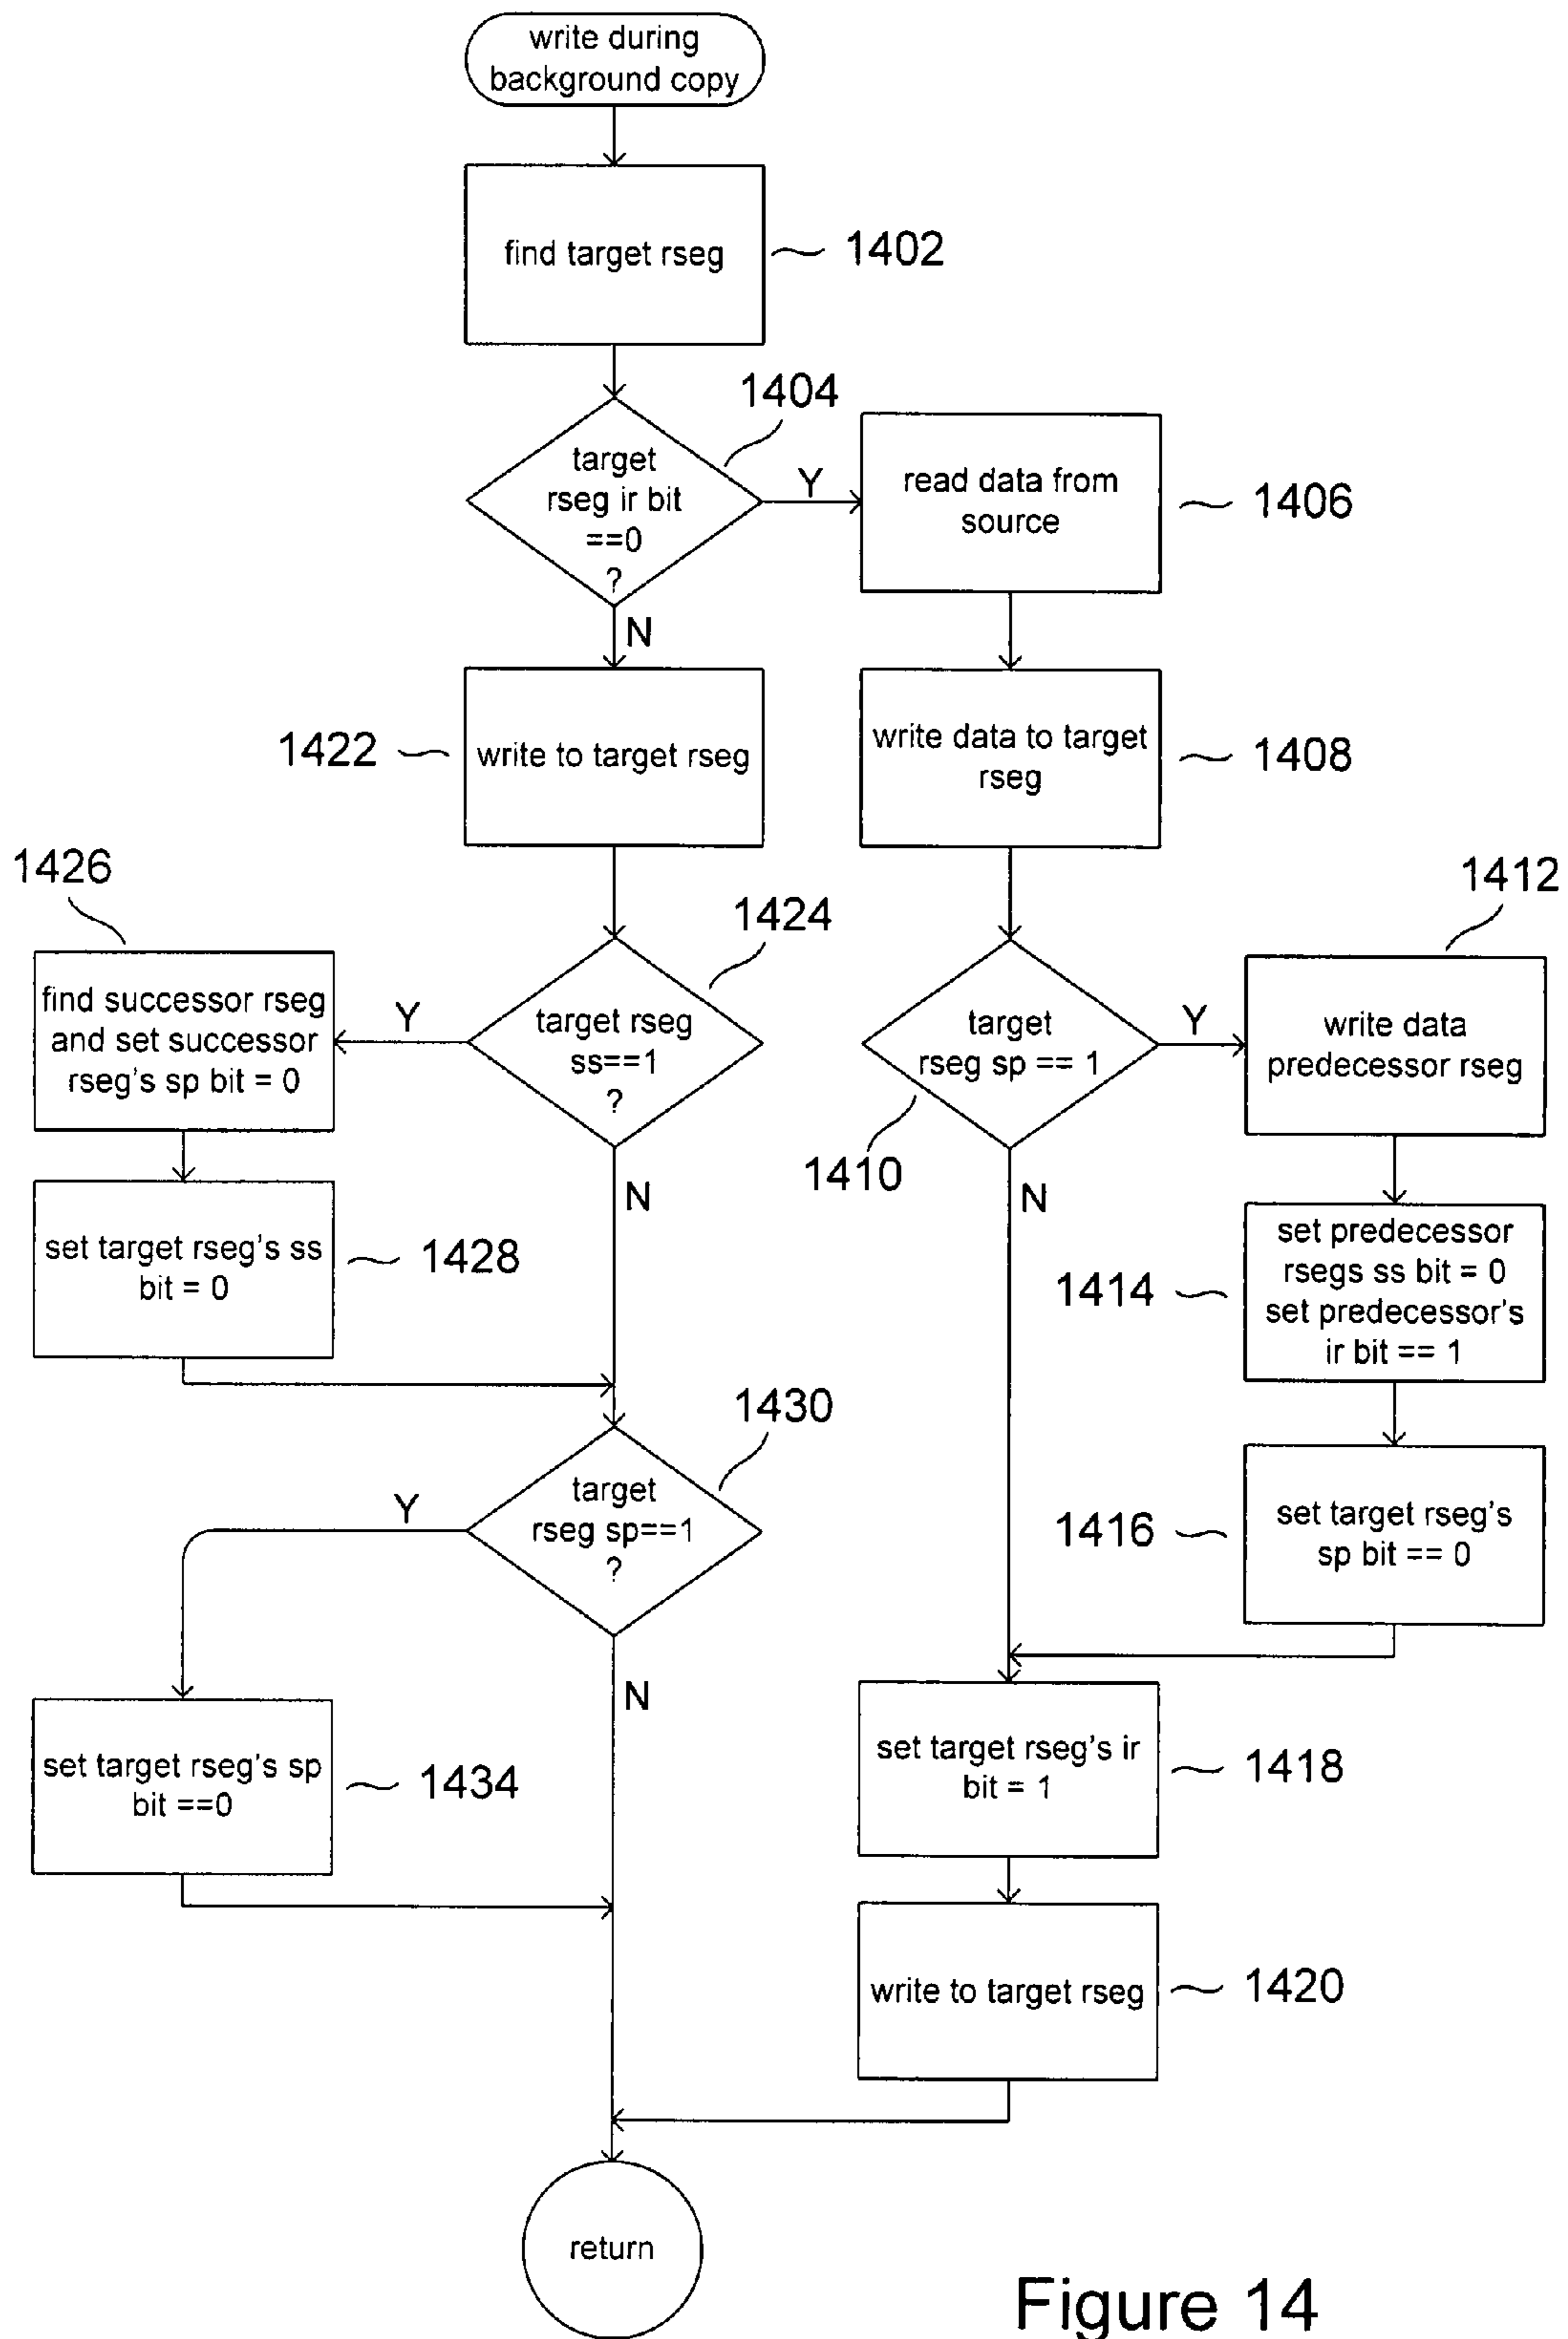 write during
background copy
find target rseg
1402
1404
target
rseg ir bit
==0
?
Y
N
read data from
source
1406
1422
write to target rseg
write data to target
rseg
1408
1426
1424
1412
find successor rseg
and set successor
rseg's sp bit = 0
Y
target rseg
ss==1
?
N
target
rseg sp == 1
Y
1410
N
write data
predecessor rseg
set target rseg's ss
bit = 0
1428
1414
set predecessor
rsegs ss bit = 0
set predecessor's
ir bit == 1
1430
Y
target
rseg sp==1
?
N
1416
set target rseg's
sp bit == 0
set target rseg's sp
bit ==0
1434
set target rseg's ir
bit = 1
1418
write to target rseg
1420
return
Figure 14